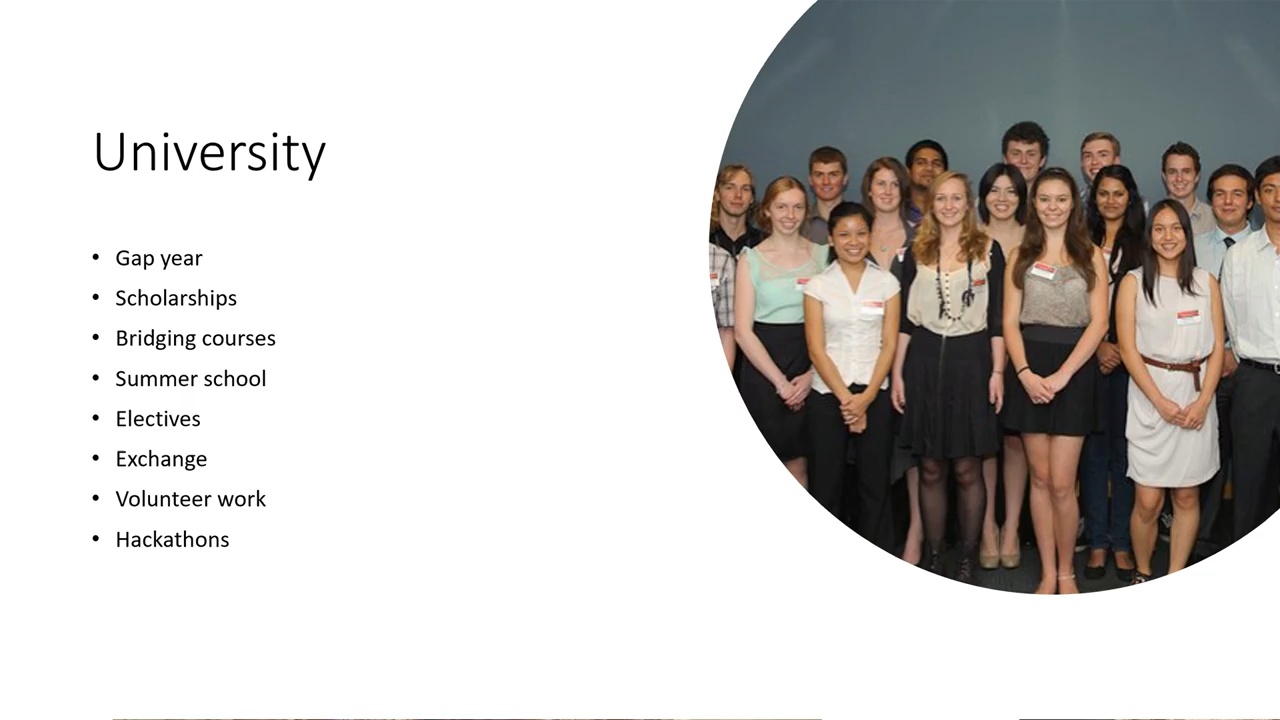 University
• Gap year
• Scholarships
• Bridging courses
• Summer school
• Electives
• Exchange
• Volunteer work
• Hackathons